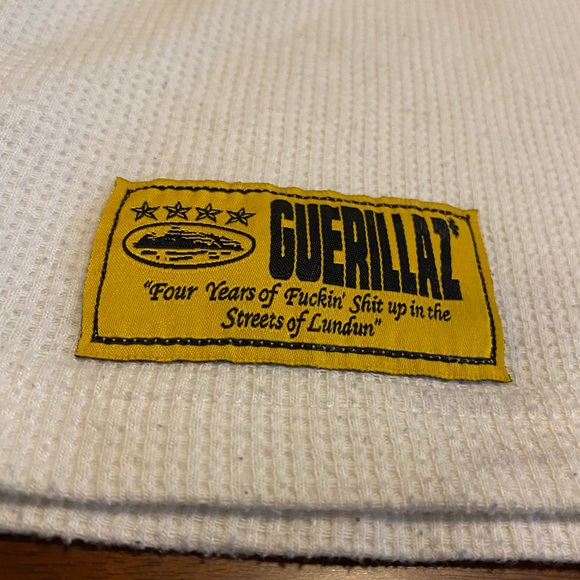 GUERILLAZ
"Four Years of Fuckin' Shit up in the
Streets of Lundun"